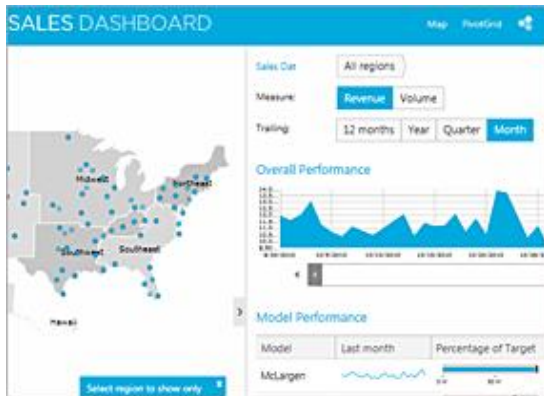 SALES DASHBOARD
Map PivotGrid
Sales Dat All regions
Measure: Revenue Volume
Trailing: 12 months Year Quarter Month
Overall Performance
Midwest
Northeast
Southwest
Southeast
Hawaii
Model Performance
Model Last month Percentage of Target
McLargen
Select region to show only